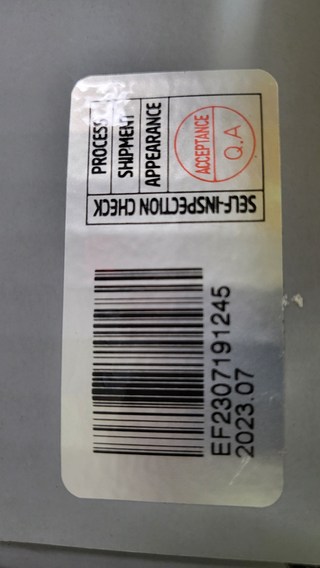 SELF-INSPECTION CHECK
PROCESS
SHIPMENT
APPEARANCE
ACCEPTANCE
Q.A
EF2307191245
2023.07